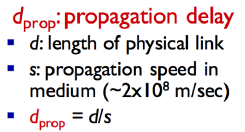 dprop: propagation delay
▪ d: length of physical link
▪ s: propagation speed in
medium (~2x10⁸ m/sec)
▪ dprop = d/s